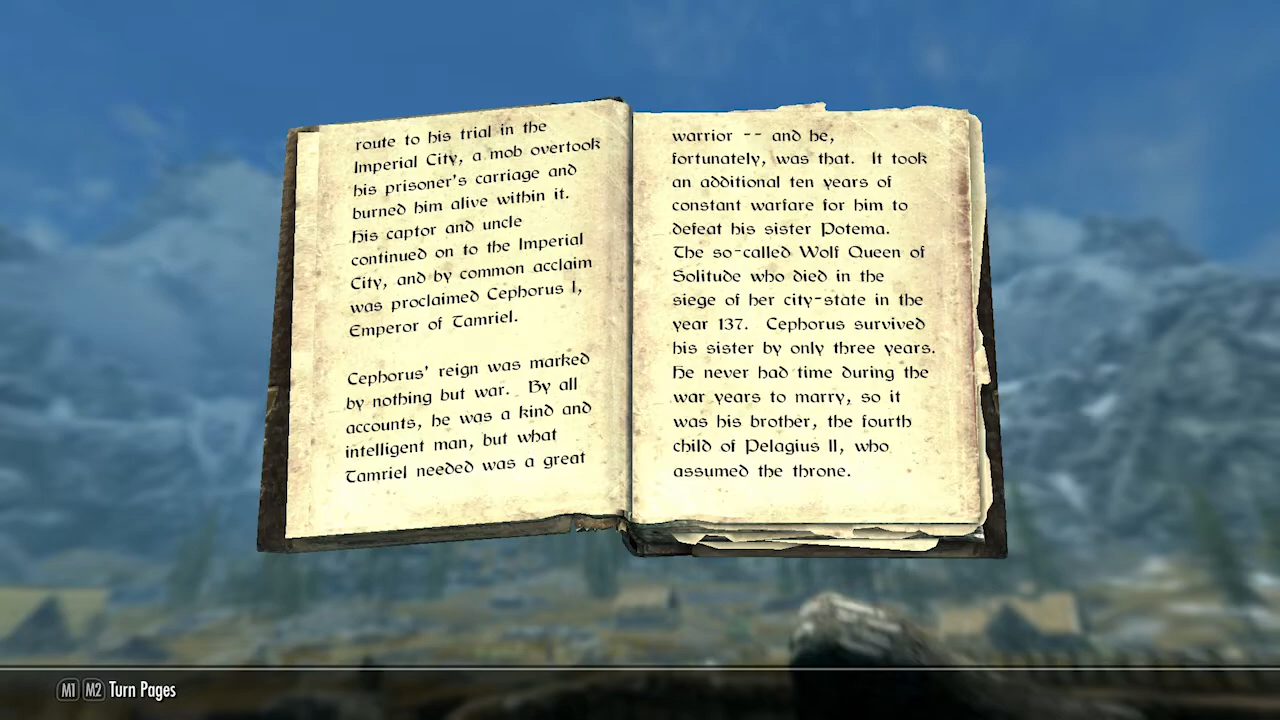 route to his trial in the
Imperial City, a mob overtook
his prisoner's carriage and
burned him alive within it.
His captor and uncle
continued on to the Imperial
City, and by common acclaim
was proclaimed Cephorus I,
Emperor of Tamriel.
Cephorus' reign was marked
by nothing but war.  By all
accounts, he was a kind and
intelligent man, but what
Tamriel needed was a great
warrior -- and he,
fortunately, was that.  It took
an additional ten years of
constant warfare for him to
defeat his sister Potema.
The so-called Wolf Queen of
Solitude who died in the
siege of her city-state in the
year 137.  Cephorus survived
his sister by only three years.
He never had time during the
war years to marry, so it
was his brother, the fourth
child of Pelagius II, who
assumed the throne.
M1 M2 Turn Pages